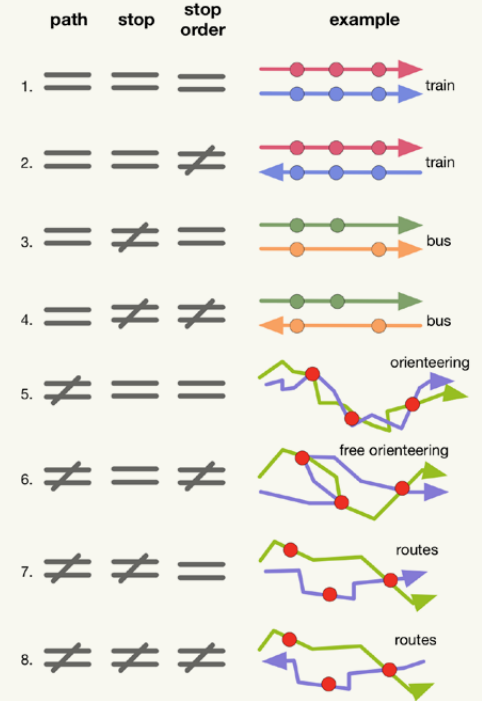 path stop stop order example
1. = = = train
2. = = ≠ train
3. = ≠ = bus
4. = ≠ ≠ bus
5. ≠ = = orienteering
6. ≠ = ≠ free orienteering
7. ≠ ≠ = routes
8. ≠ ≠ ≠ routes